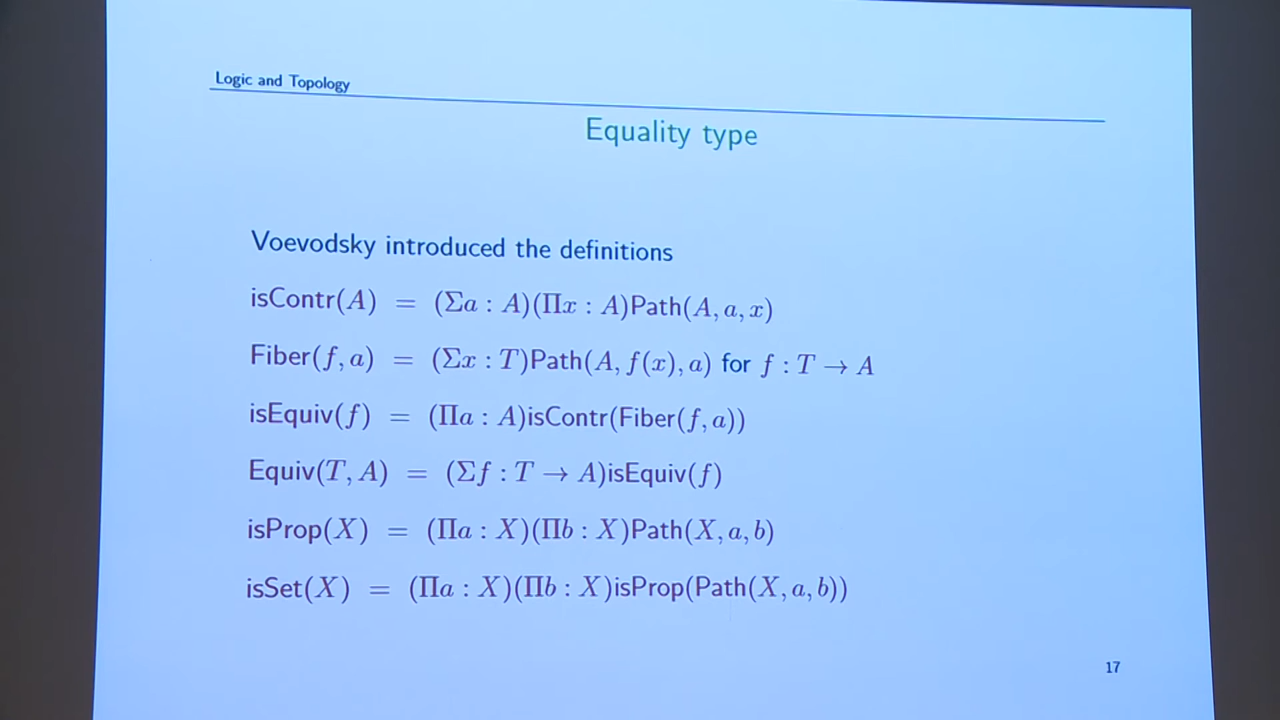 Logic and Topology
Equality type
Voevodsky introduced the definitions
isContr(A) = (Σa : A)(Πx : A)Path(A, a, x)
Fiber(f, a) = (Σx : T)Path(A, f(x), a) for f : T → A
isEquiv(f) = (Πa : A)isContr(Fiber(f, a))
Equiv(T, A) = (Σf : T → A)isEquiv(f)
isProp(X) = (Πa : X)(Πb : X)Path(X, a, b)
isSet(X) = (Πa : X)(Πb : X)isProp(Path(X, a, b))
17